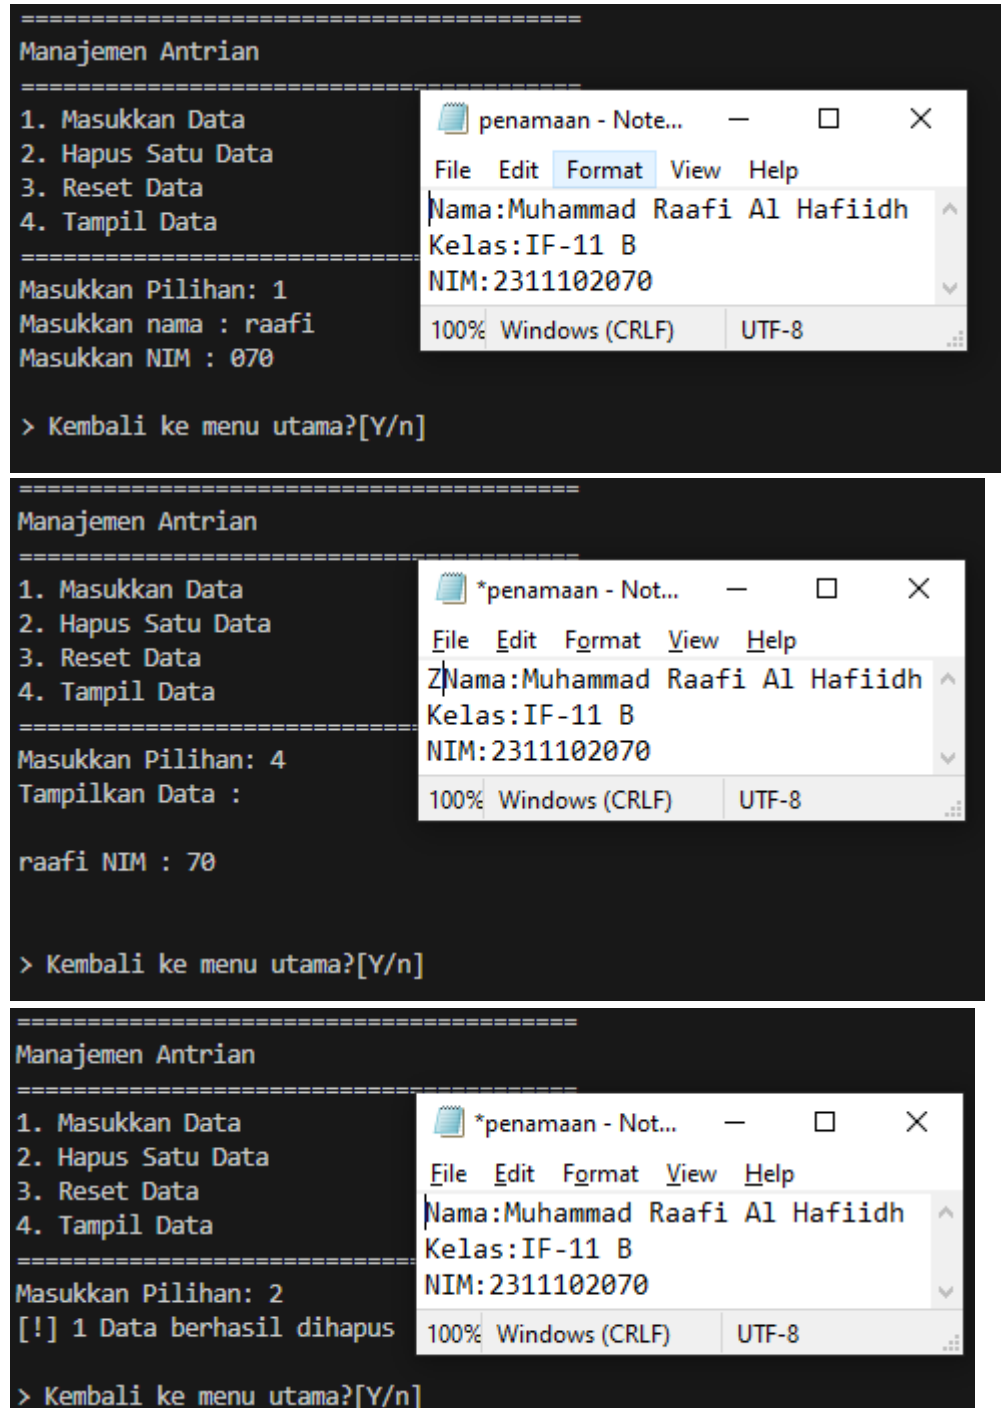 ========================================
Manajemen Antrian
========================================
1. Masukkan Data
2. Hapus Satu Data
3. Reset Data
4. Tampil Data
============================
Masukkan Pilihan: 1
Masukkan nama : raafi
Masukkan NIM : 070
> Kembali ke menu utama?[Y/n]
penamaan - Note...
File Edit Format View Help
Nama:Muhammad Raafi Al Hafiidh
Kelas:IF-11 B
NIM:2311102070
100% Windows (CRLF) UTF-8
========================================
Manajemen Antrian
========================================
1. Masukkan Data
2. Hapus Satu Data
3. Reset Data
4. Tampil Data
============================
Masukkan Pilihan: 4
Tampilkan Data :
raafi NIM : 70
> Kembali ke menu utama?[Y/n]
*penamaan - Not...
File Edit Format View Help
ZNama:Muhammad Raafi Al Hafiidh
Kelas:IF-11 B
NIM:2311102070
100% Windows (CRLF) UTF-8
========================================
Manajemen Antrian
========================================
1. Masukkan Data
2. Hapus Satu Data
3. Reset Data
4. Tampil Data
============================
Masukkan Pilihan: 2
[!] 1 Data berhasil dihapus
> Kembali ke menu utama?[Y/n]
*penamaan - Not...
File Edit Format View Help
Nama:Muhammad Raafi Al Hafiidh
Kelas:IF-11 B
NIM:2311102070
100% Windows (CRLF) UTF-8